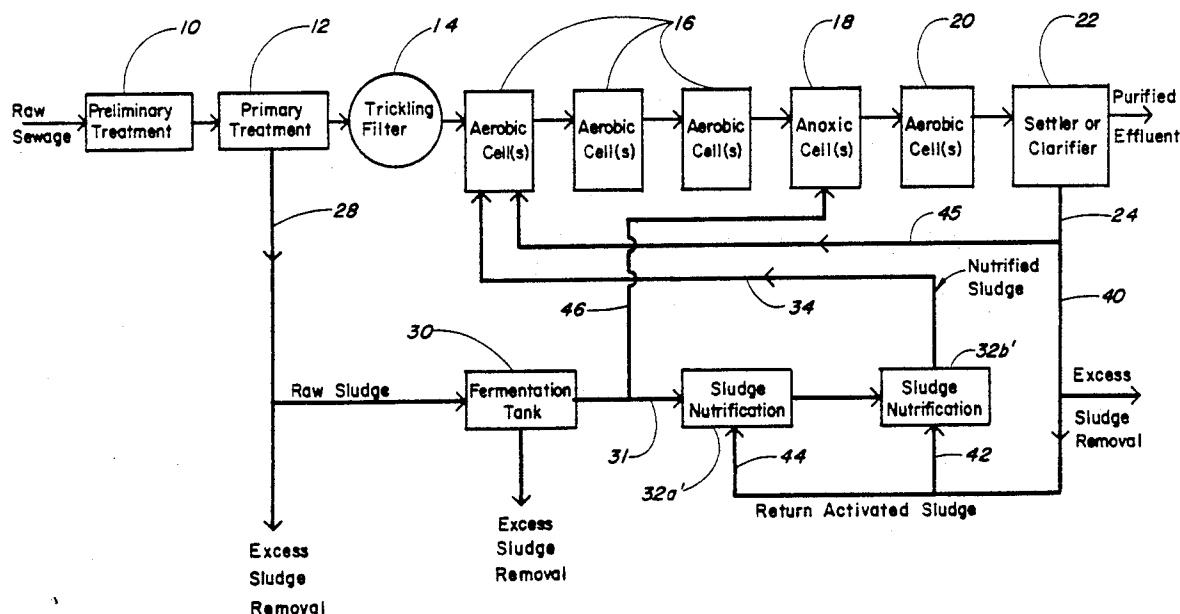 10
12
14
16
18
20
22
Raw
Sewage
Preliminary
Treatment
Primary
Treatment
Trickling
Filter
Aerobic
Cell(s)
Aerobic
Cell(s)
Aerobic
Cell(s)
Anoxic
Cell(s)
Aerobic
Cell(s)
Settler or
Clarifier
Purified
Effluent
28
45
24
Nutrified
Sludge
34
40
46
30
32b'
Raw Sludge
Fermentation
Tank
Sludge
Nutrification
Sludge
Nutrification
Excess
Sludge
Removal
31
44
42
32a'
Return Activated Sludge
Excess
Sludge
Removal
Excess
Sludge
Removal